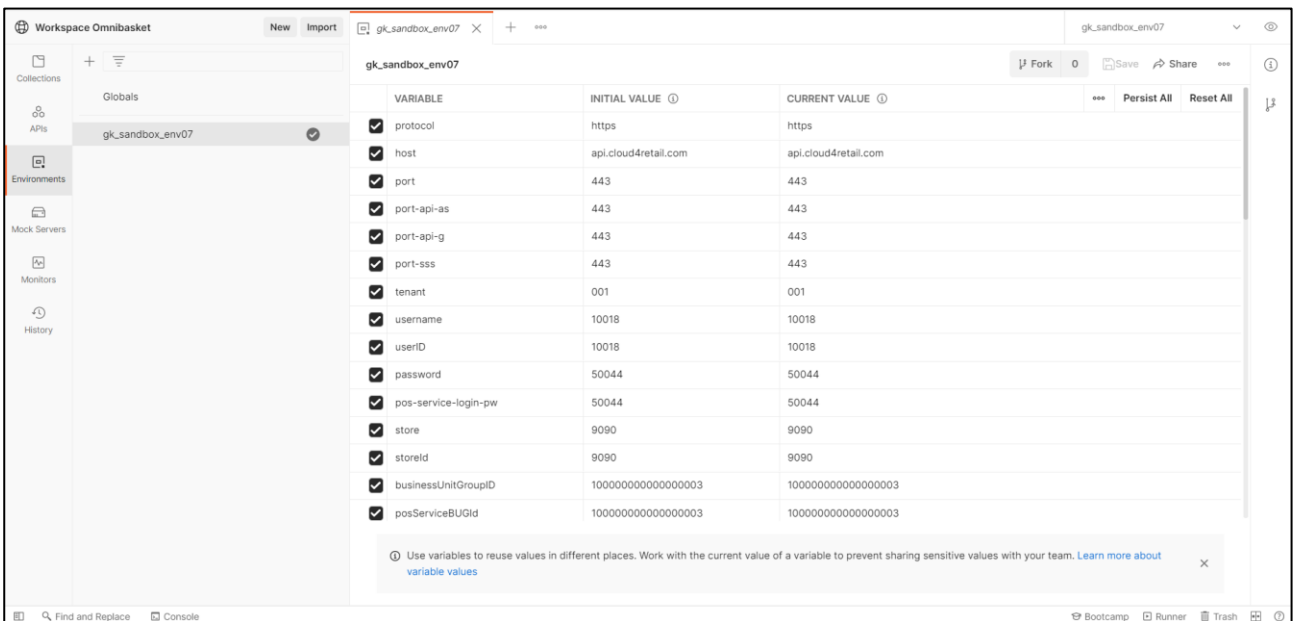 Workspace Omnibasket New Import gk_sandbox_env07 gk_sandbox_env07
Collections
APIs
Environments
Mock Servers
Monitors
History
Globals
gk_sandbox_env07
gk_sandbox_env07 Fork 0 Save Share
VARIABLE INITIAL VALUE CURRENT VALUE Persist All Reset All
protocol https https
host api.cloud4retail.com api.cloud4retail.com
port 443 443
port-api-as 443 443
port-api-g 443 443
port-sss 443 443
tenant 001 001
username 10018 10018
userID 10018 10018
password 50044 50044
pos-service-login-pw 50044 50044
store 9090 9090
storeId 9090 9090
businessUnitGroupID 100000000000000003 100000000000000003
posServiceBUGId 100000000000000003 100000000000000003
Use variables to reuse values in different places. Work with the current value of a variable to prevent sharing sensitive values with your team. Learn more about
variable values
Find and Replace Console Bootcamp Runner Trash